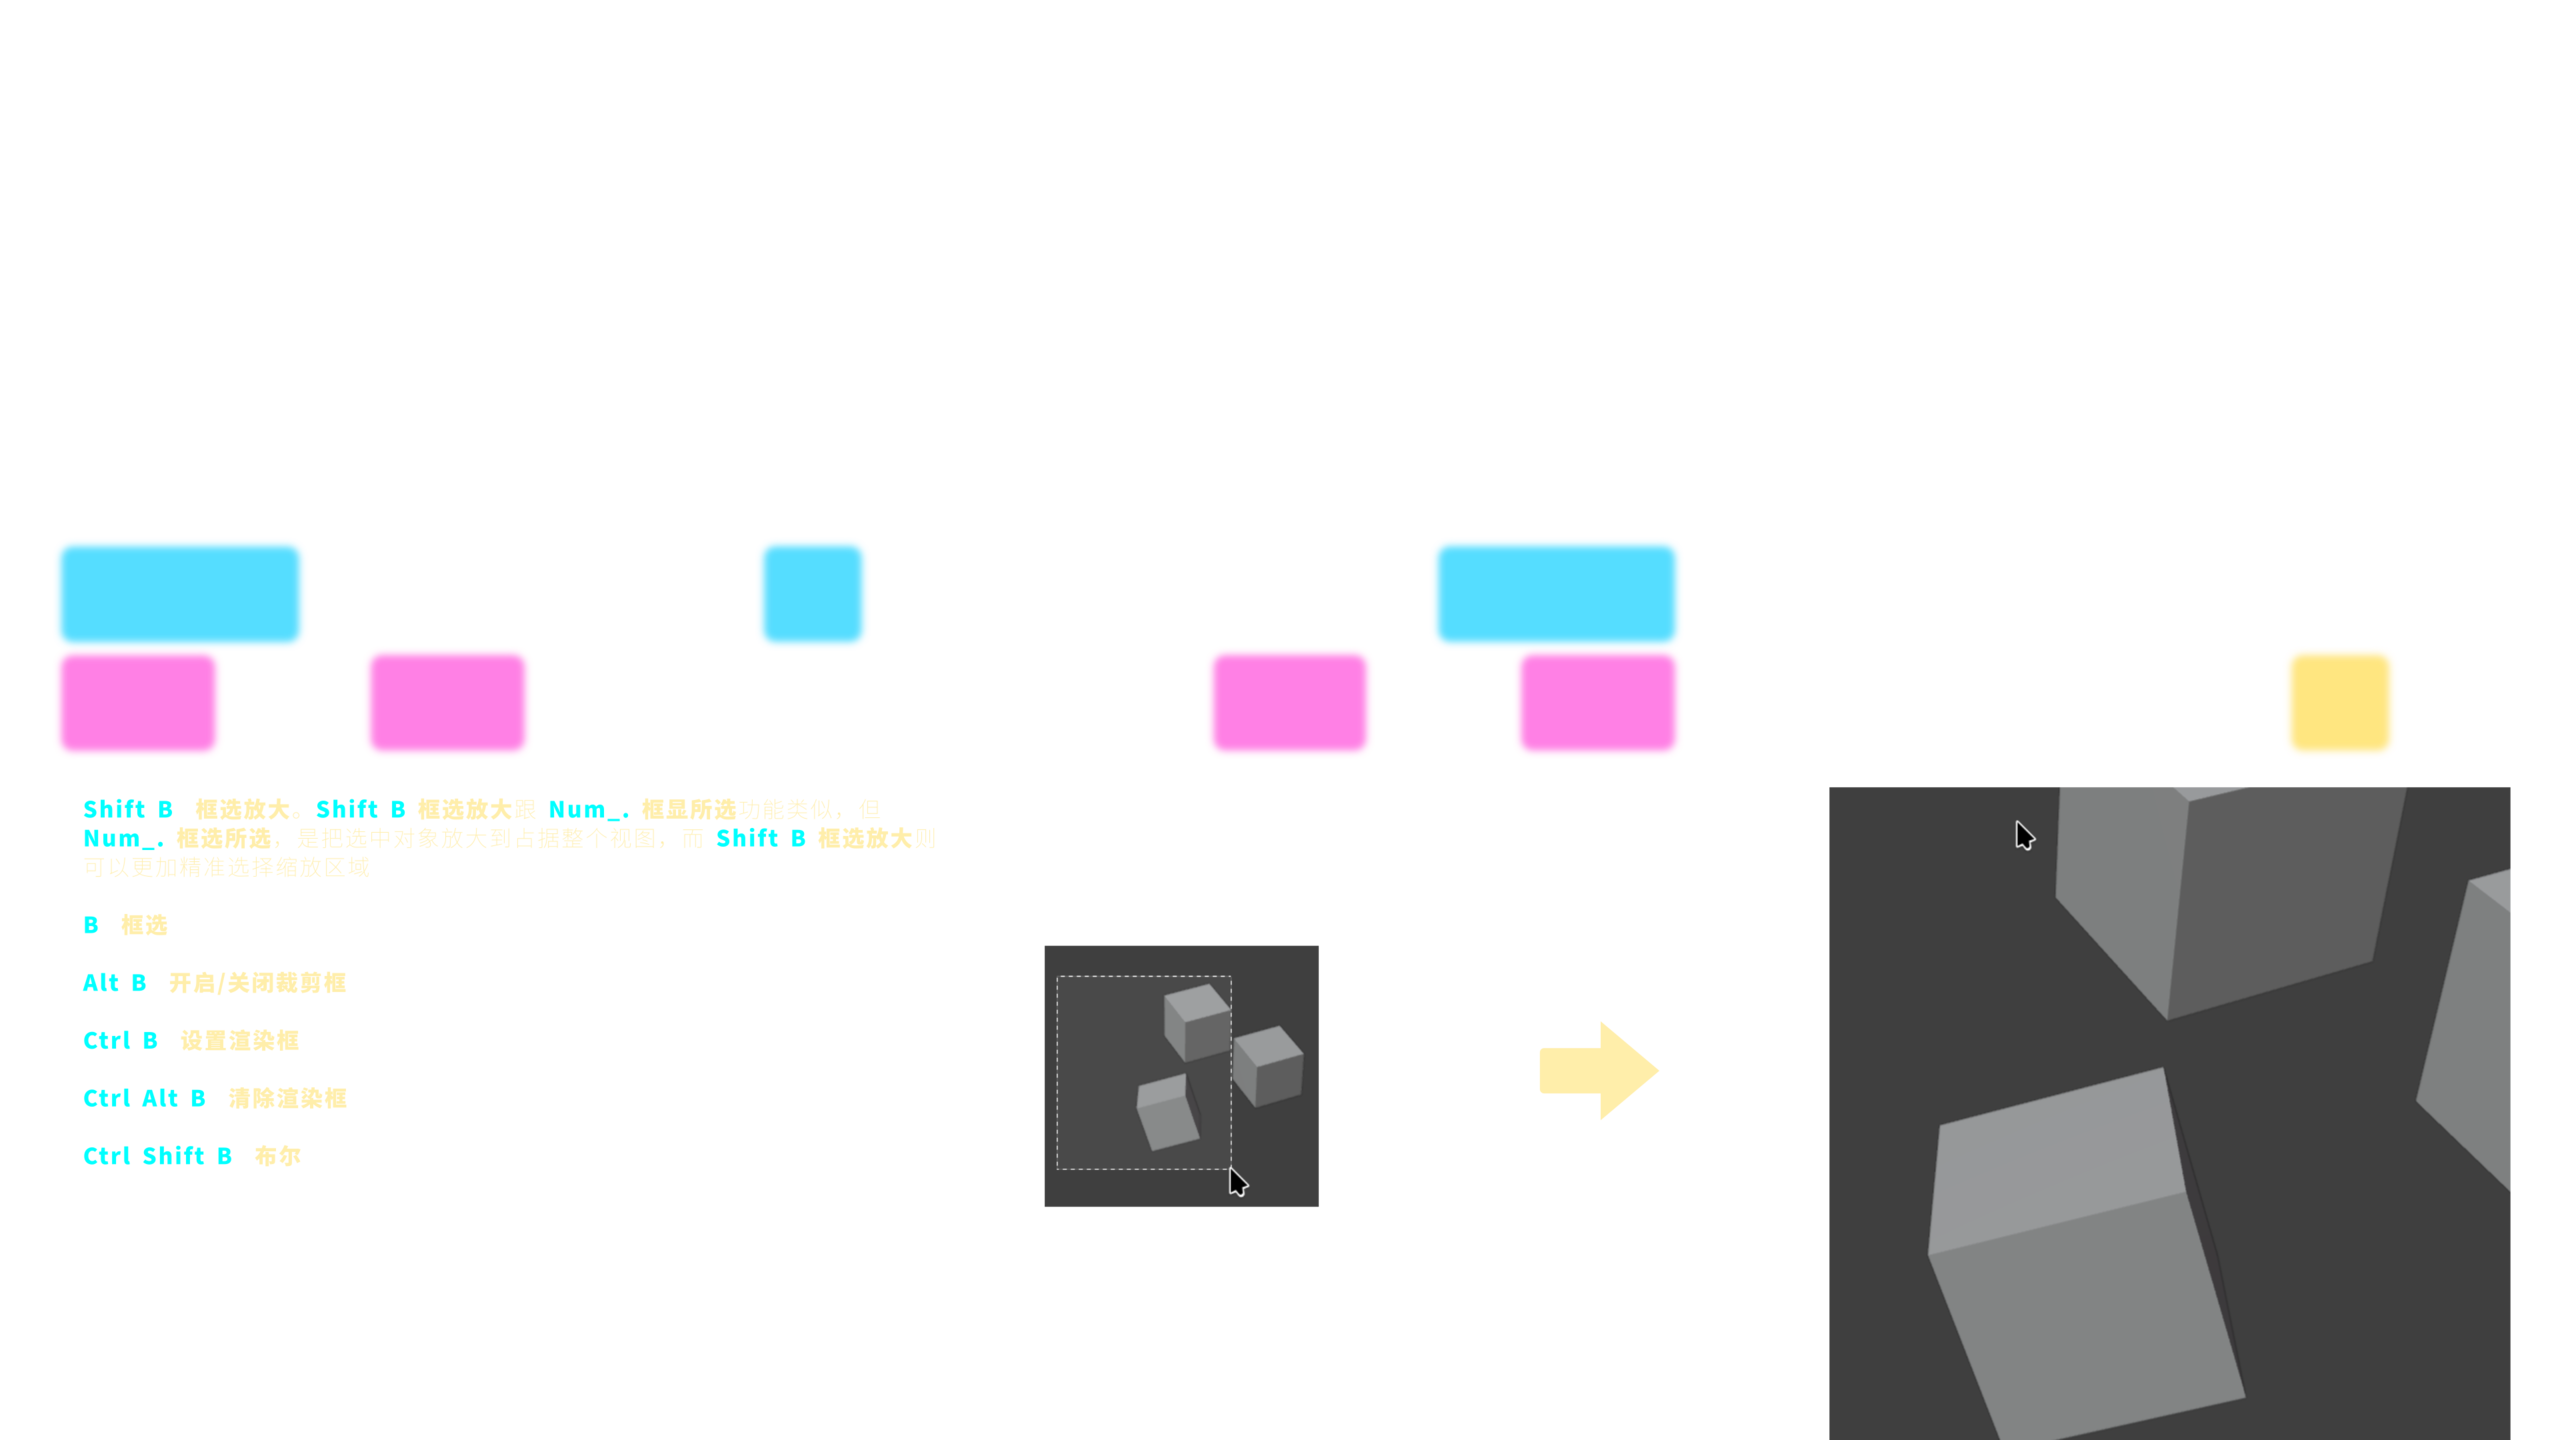 Shift B 框选放大。Shift B 框选放大跟 Num_. 框显所选功能类似，但
Num_. 框选所选，是把选中对象放大到占据整个视图，而 Shift B 框选放大则
可以更加精准选择缩放区域
B 框选
Alt B 开启/关闭裁剪框
Ctrl B 设置渲染框
Ctrl Alt B 清除渲染框
Ctrl Shift B 布尔